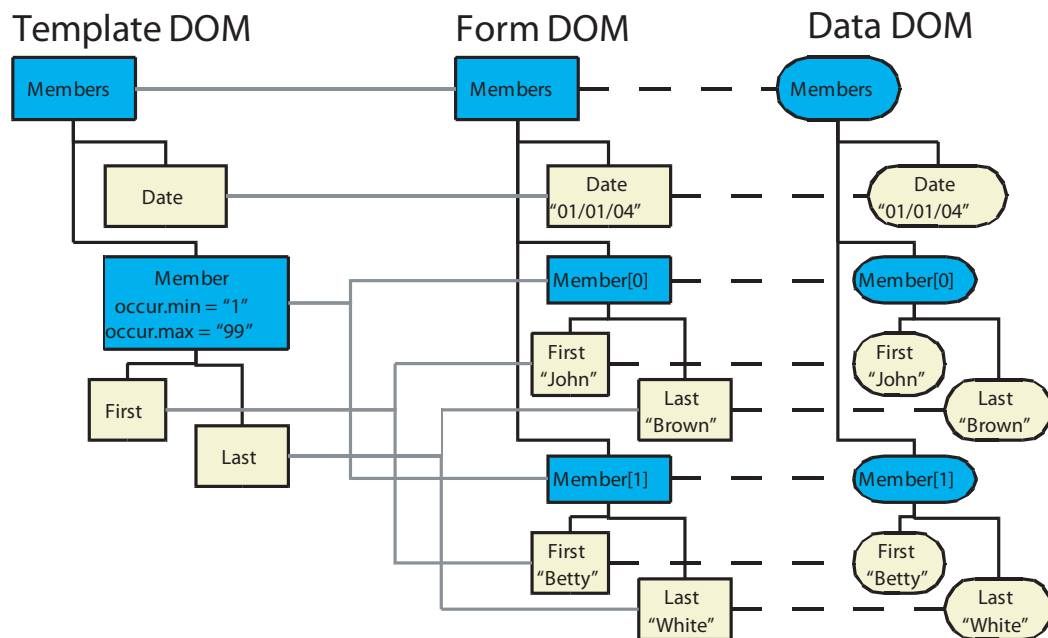 Template DOM
Form DOM
Data DOM
Members
Members
Members
Date
Date
“01/01/04”
Date
“01/01/04”
Member
occur.min = “1”
occur.max = “99”
Member[0]
Member[0]
First
“John”
First
“John”
First
Last
“Brown”
Last
“Brown”
Last
Member[1]
Member[1]
First
“Betty”
First
“Betty”
Last
“White”
Last
“White”